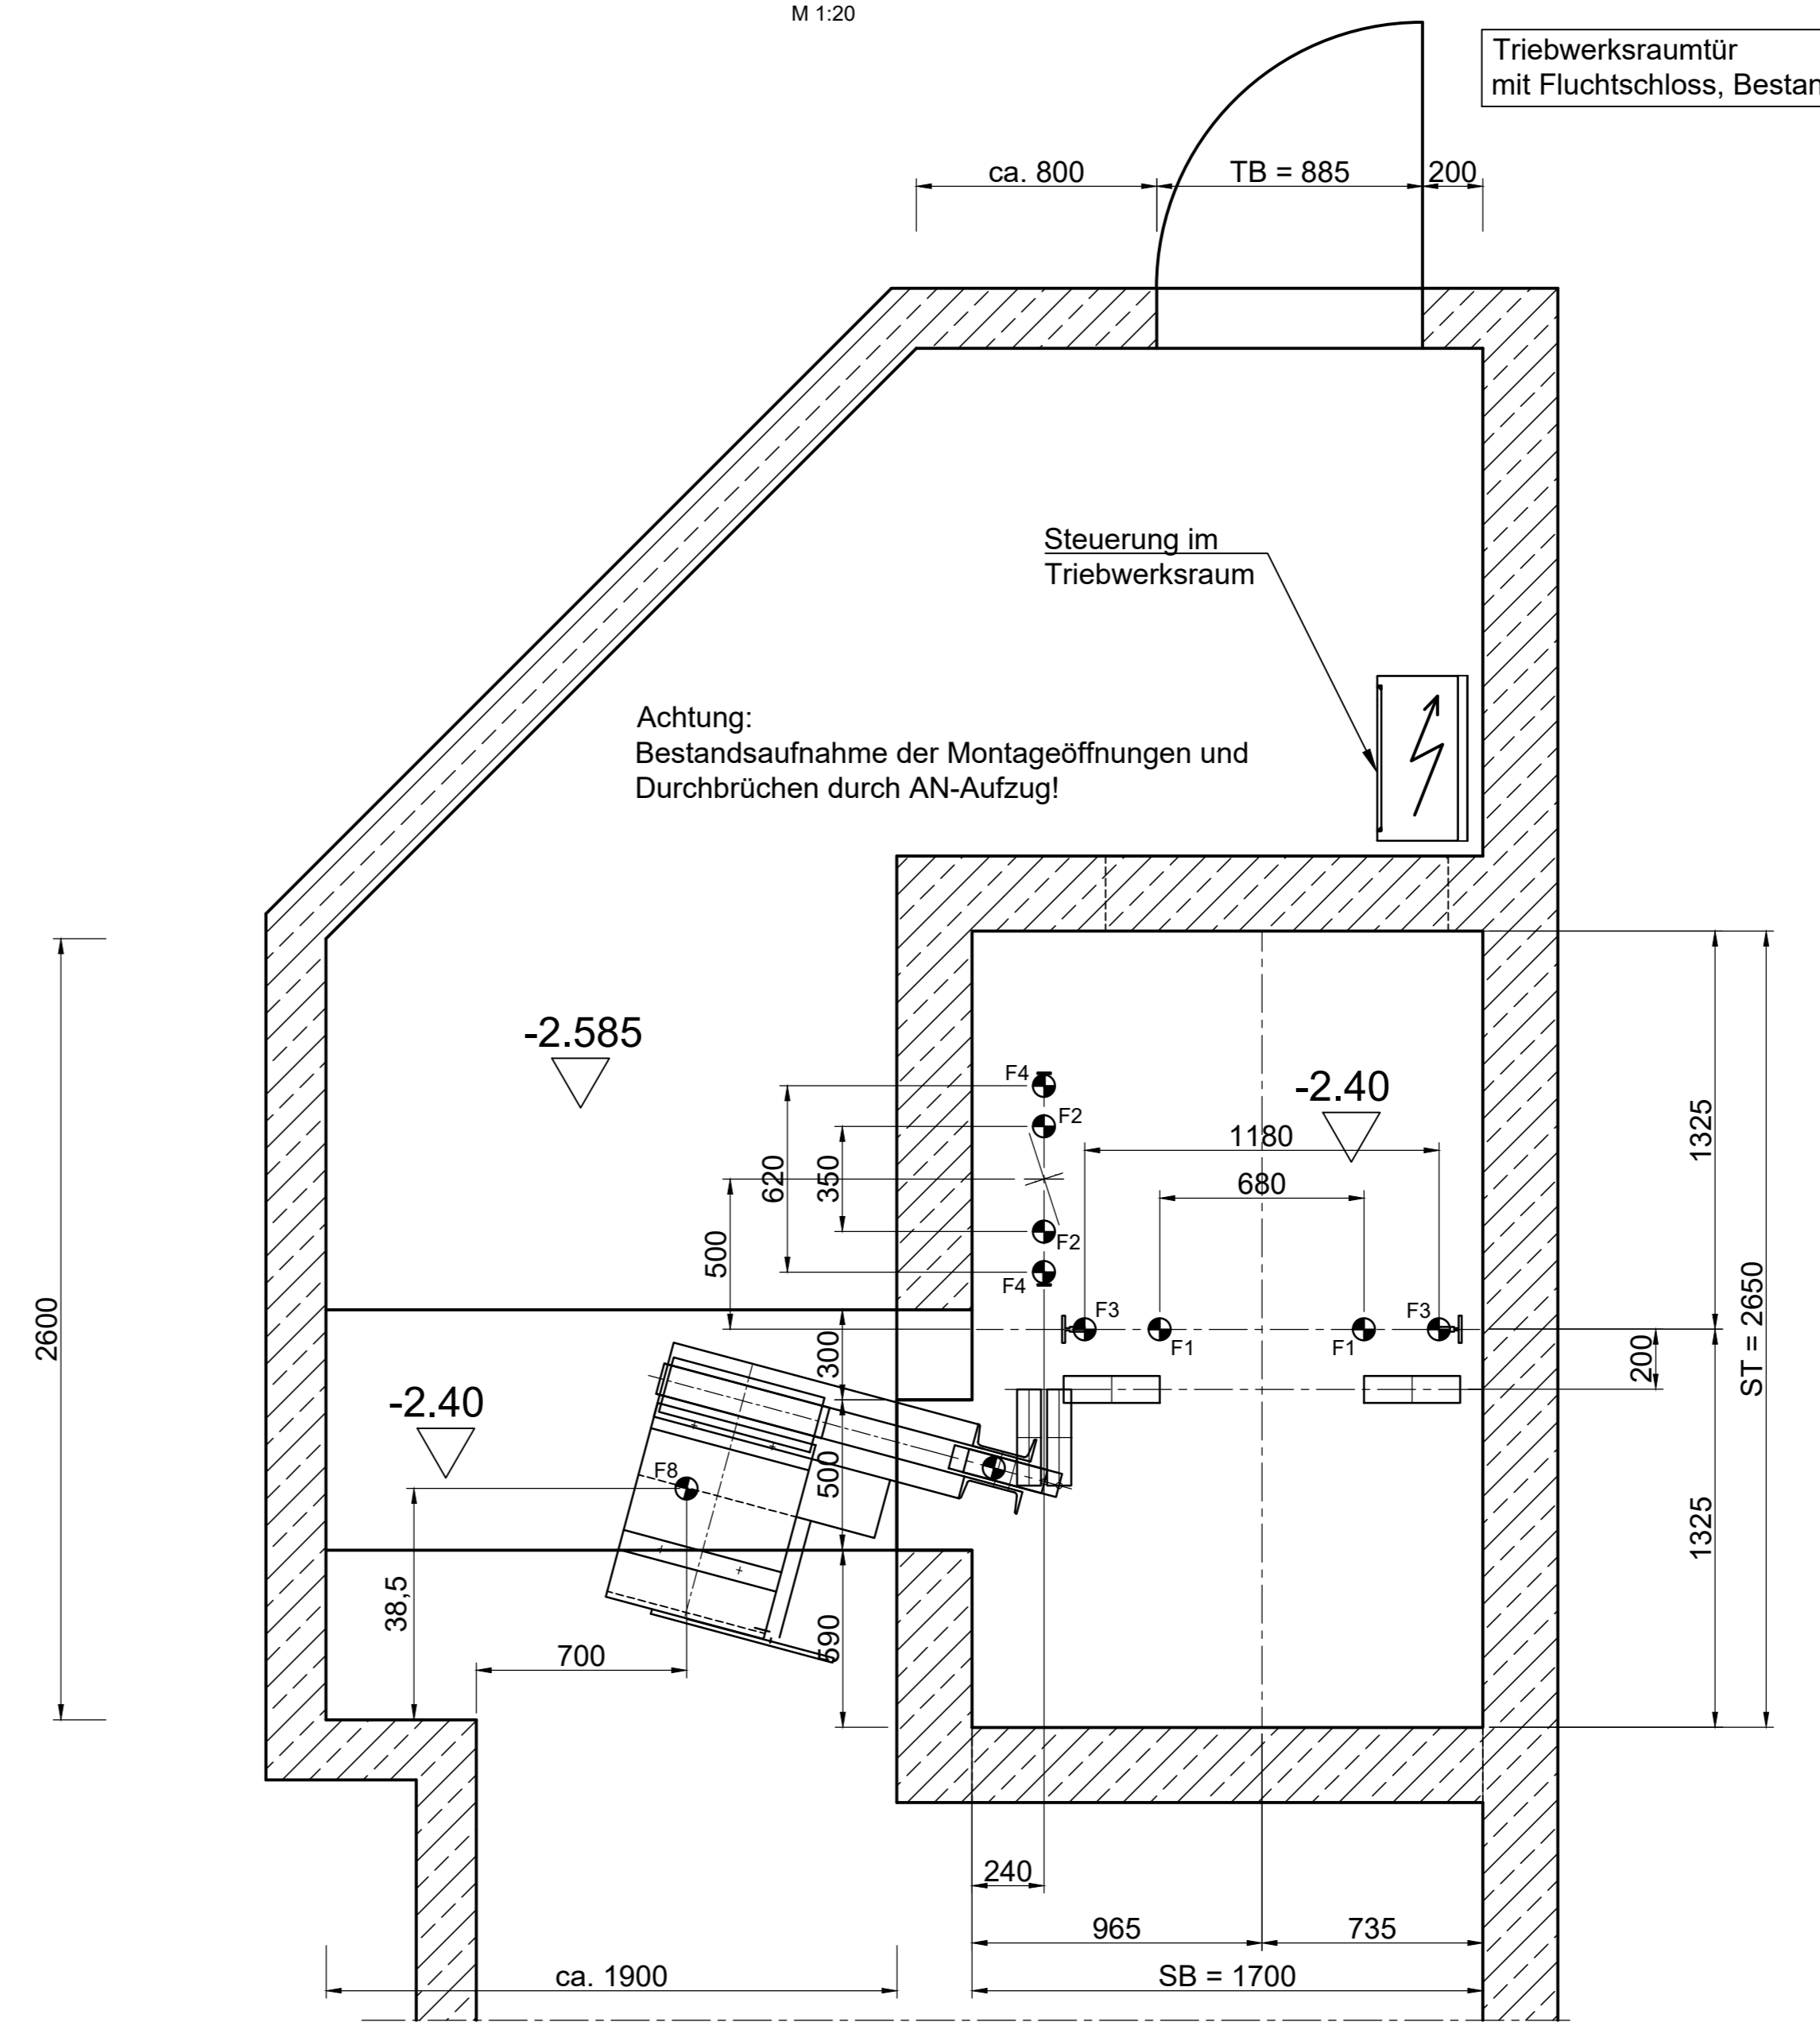 M 1:20
Triebwerksraumtür
mit Fluchtschloss, Bestan
ca. 800
TB = 885
200
Steuerung im
Triebwerksraum
Achtung:
Bestandsaufnahme der Montageöffnungen und
Durchbrüchen durch AN-Aufzug!
-2.585
-2.40
F4
F2
1180
1325
620
350
680
500
F2
F4
F3
F3
F1
F1
2600
300
200
ST = 2650
-2.40
F8
500
1325
38,5
590
700
240
965
735
ca. 1900
SB = 1700